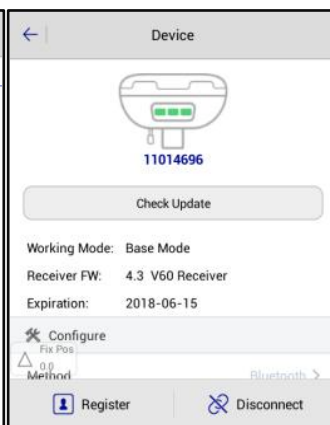 Device
11014696
Check Update
Working Mode: Base Mode
Receiver FW: 4.3 V60 Receiver
Expiration: 2018-06-15
Configure
Fix Pos
0.0
Method Bluetooth >
Register Disconnect